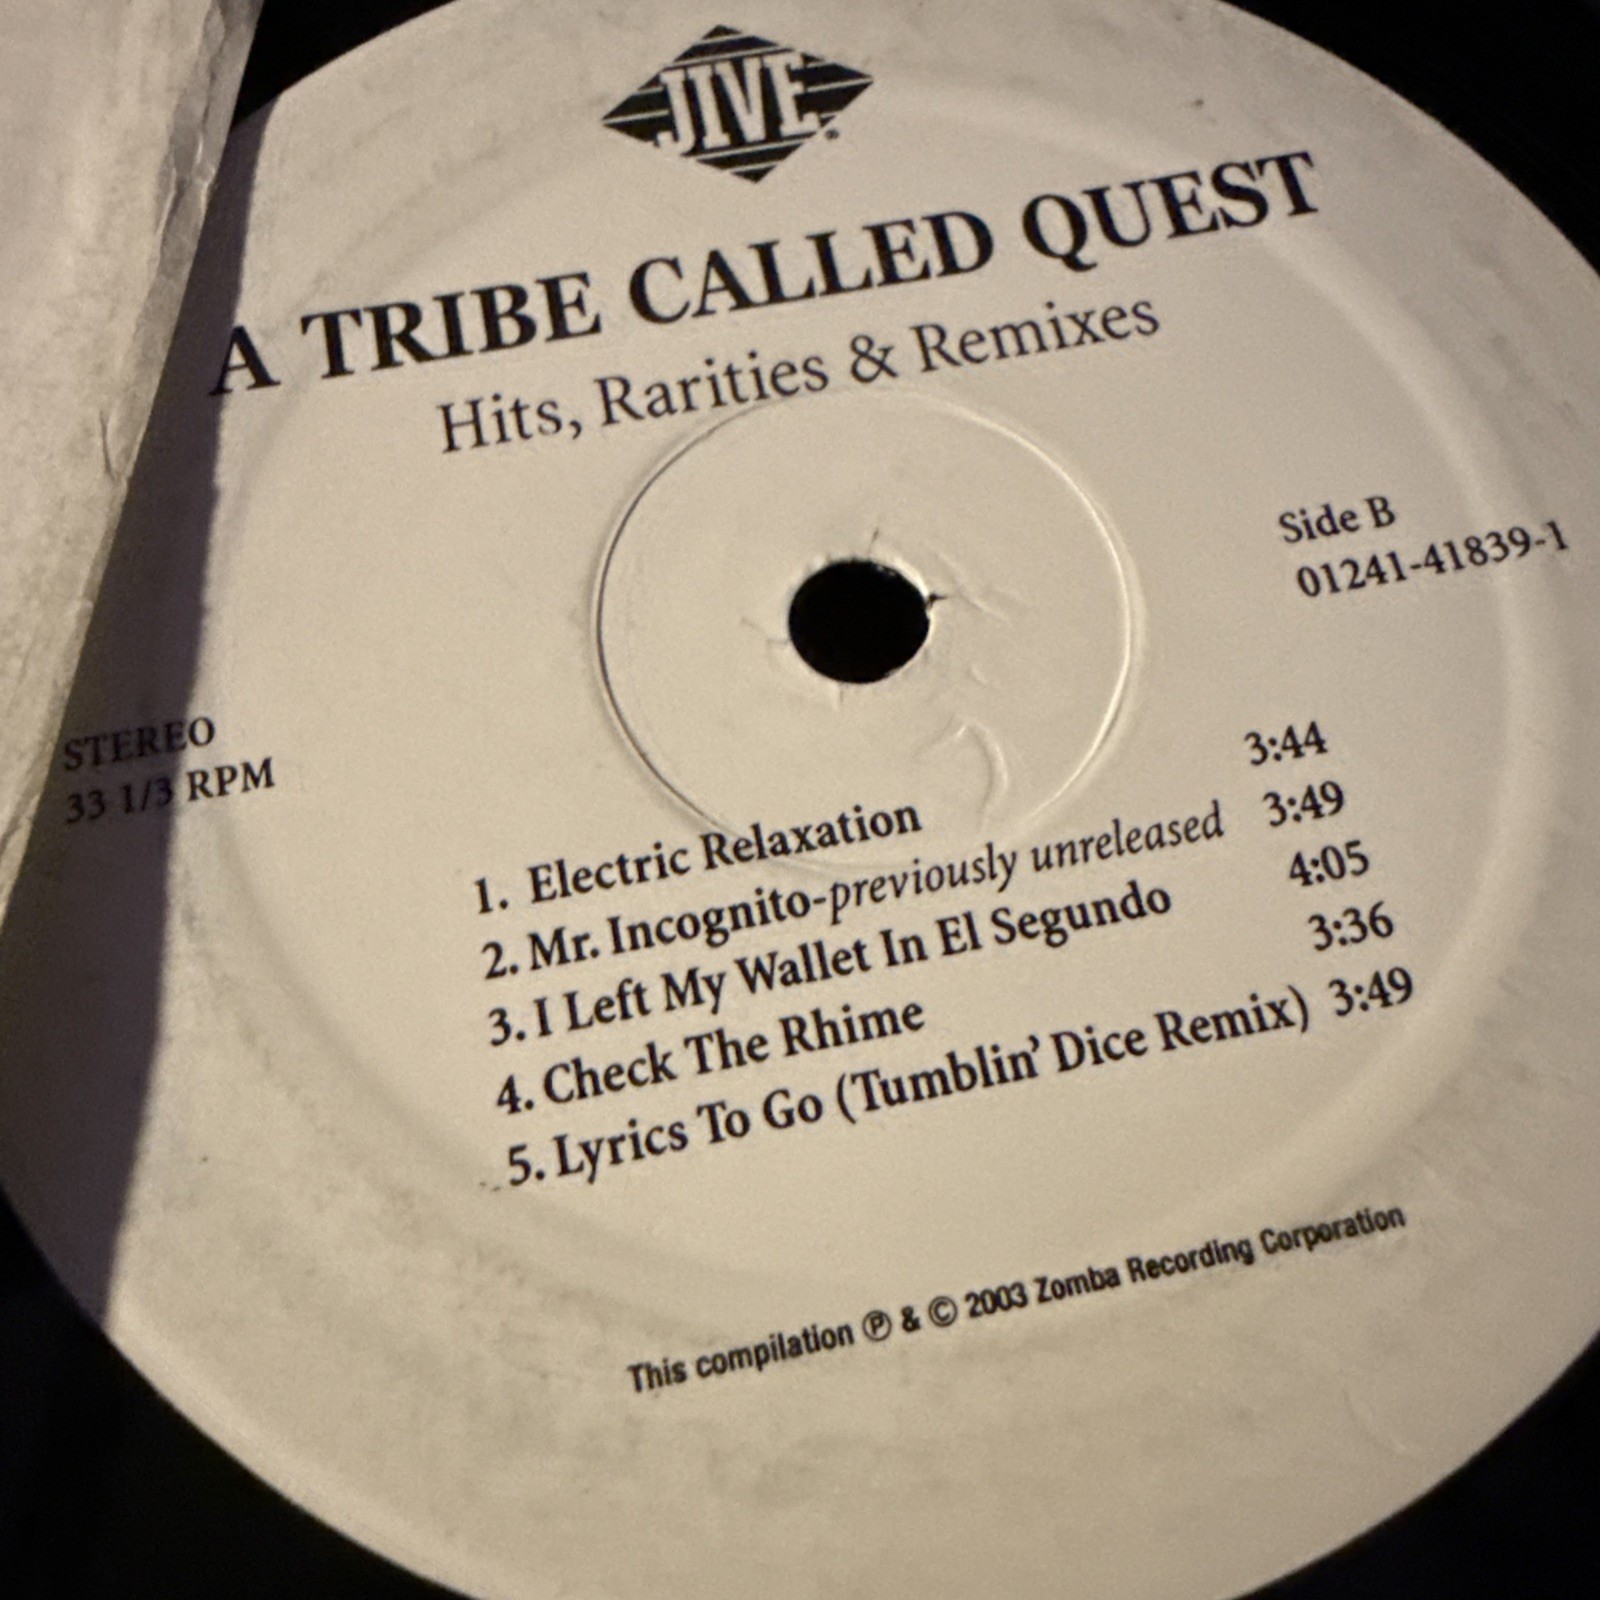 JIVE®
A TRIBE CALLED QUEST
Hits, Rarities & Remixes
Side B
01241-41839-1
STEREO
33 1/3 RPM
1. Electric Relaxation 3:44
2. Mr. Incognito-previously unreleased 3:49
3. I Left My Wallet In El Segundo 4:05
4. Check The Rhime 3:36
5. Lyrics To Go (Tumblin’ Dice Remix) 3:49
This compilation ℗ & © 2003 Zomba Recording Corporation